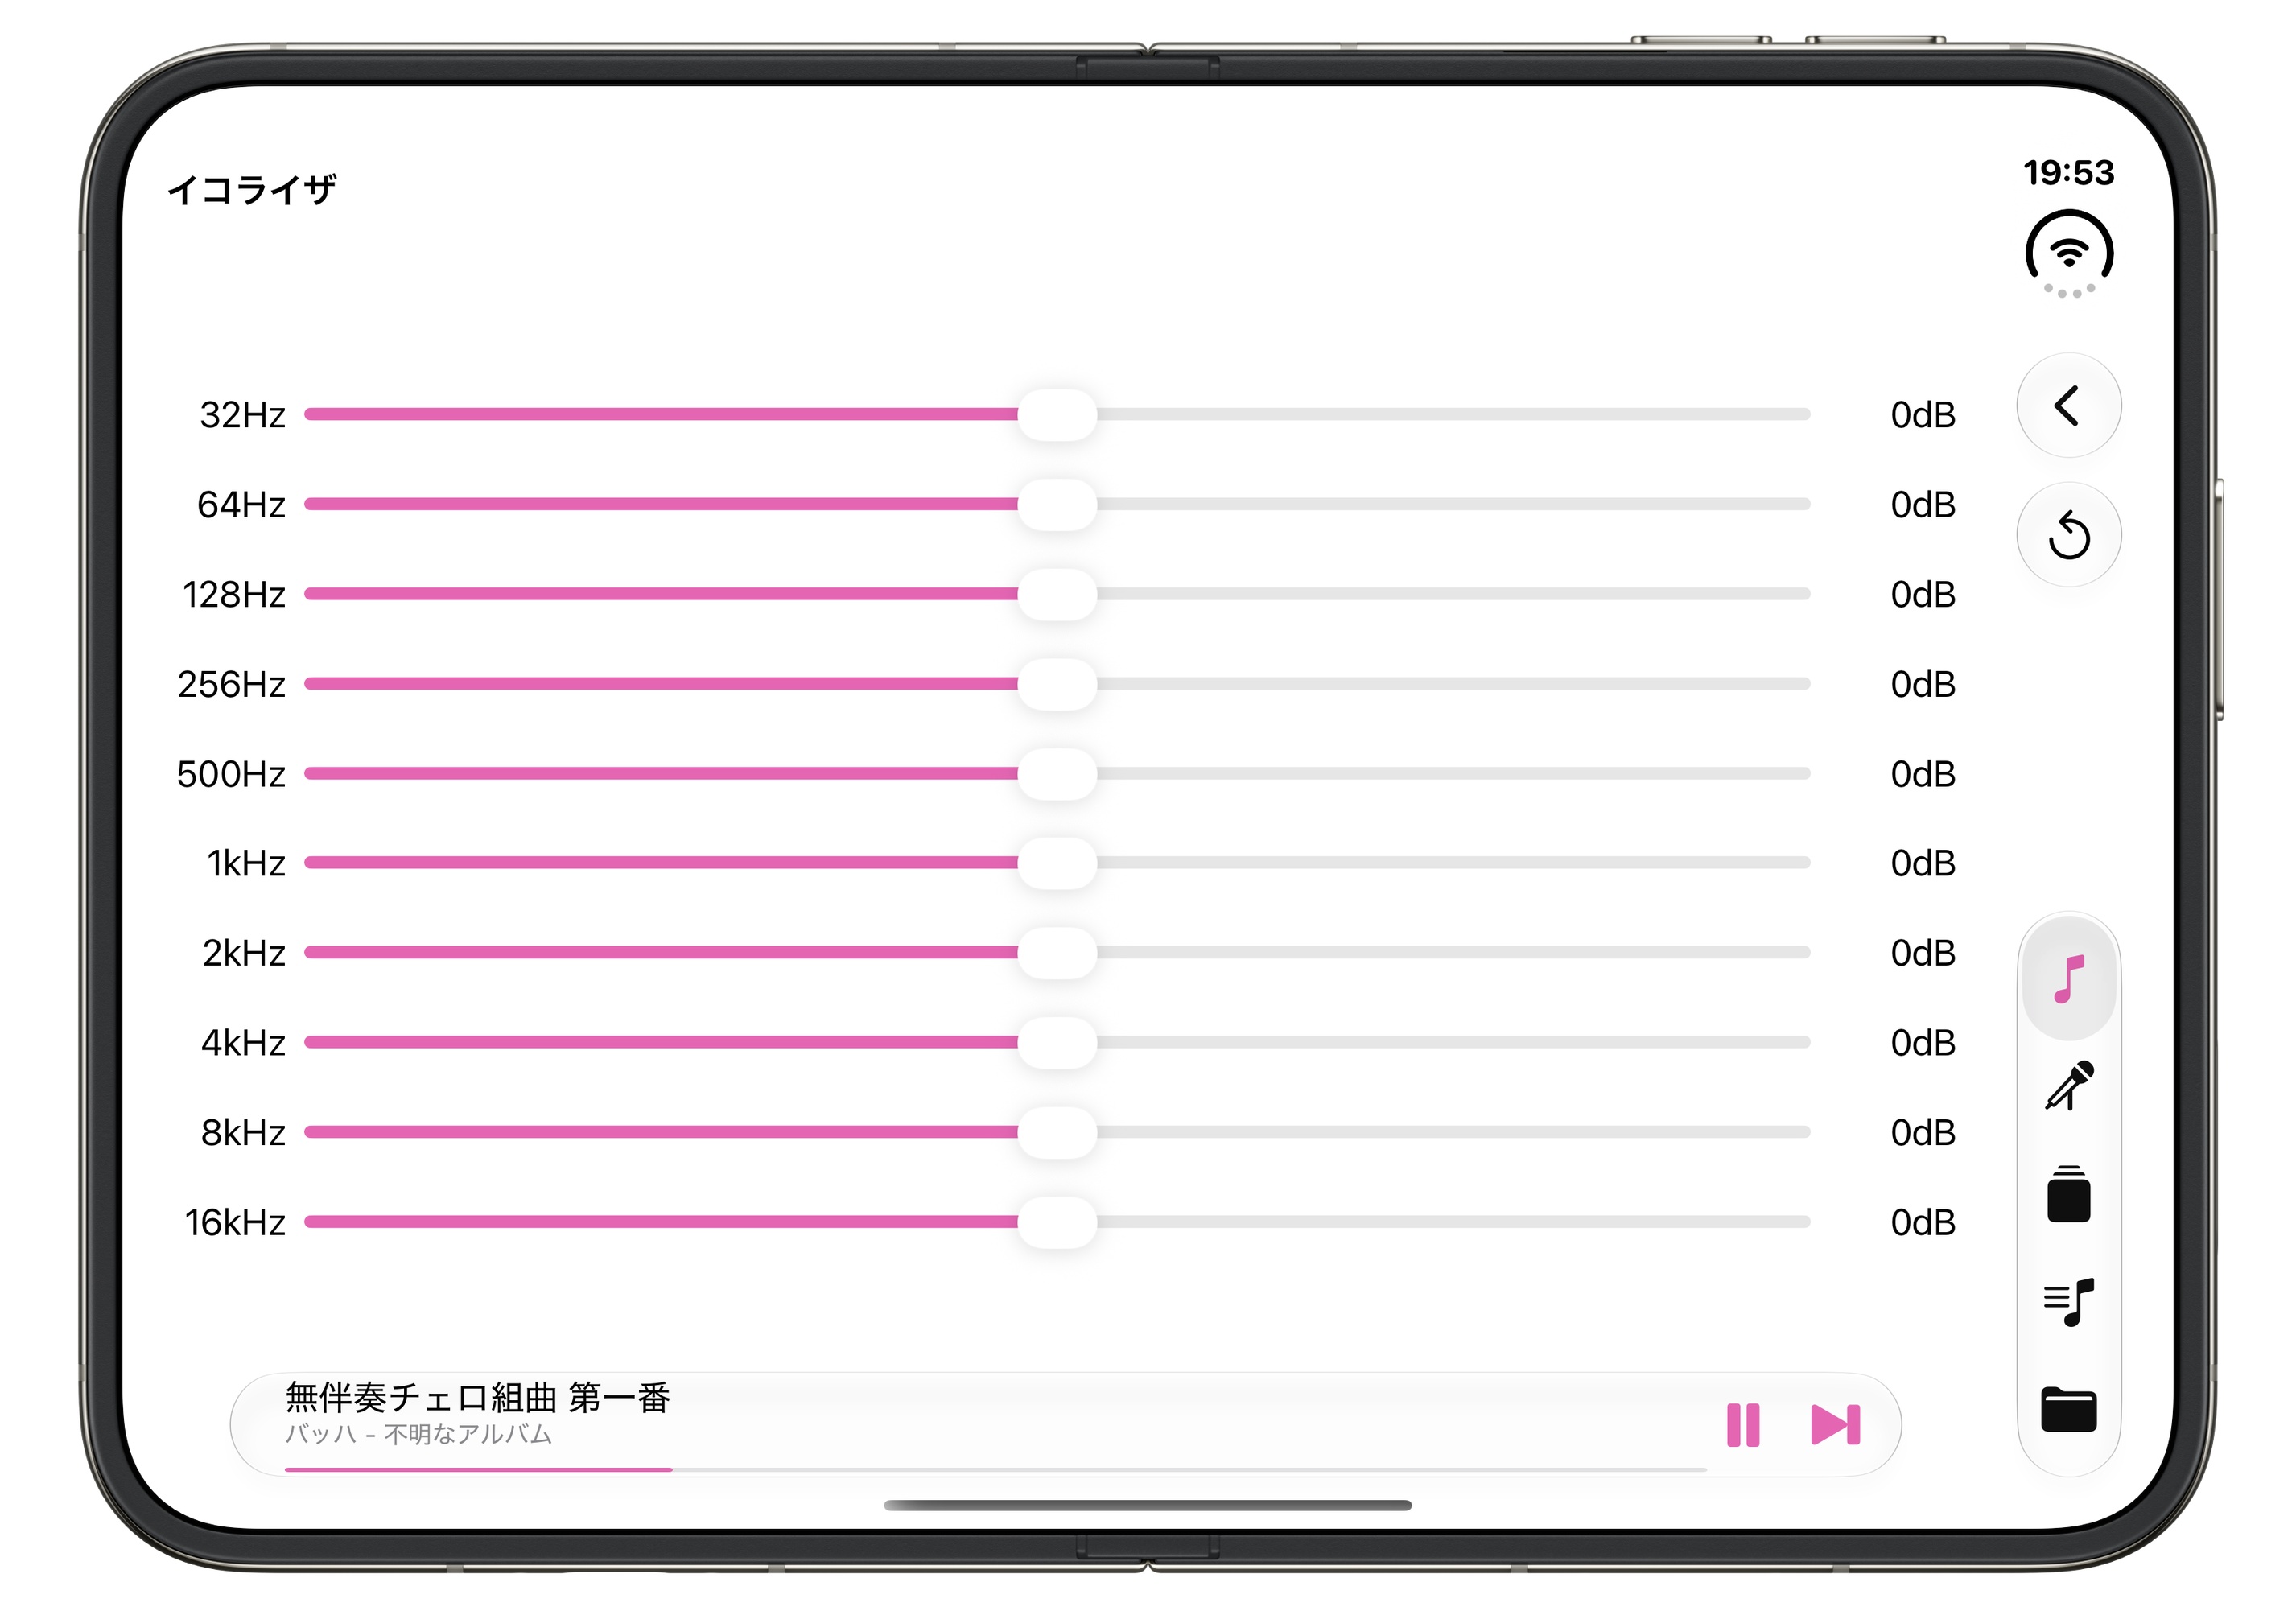 イコライザ
19:53
32Hz 0dB
64Hz 0dB
128Hz 0dB
256Hz 0dB
500Hz 0dB
1kHz 0dB
2kHz 0dB
4kHz 0dB
8kHz 0dB
16kHz 0dB
無伴奏チェロ組曲 第一番
バッハ - 不明なアルバム